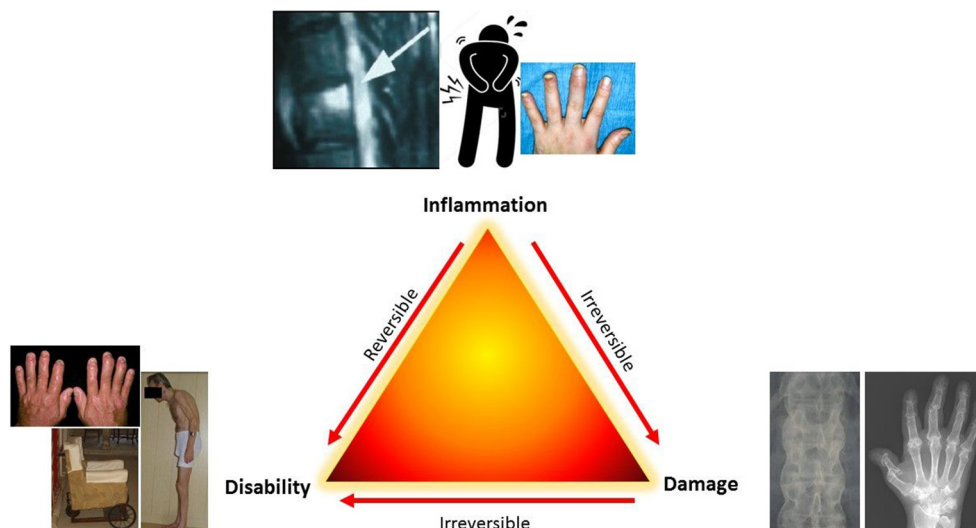 Inflammation
Reversible
Irreversible
Disability
Damage
Irreversible